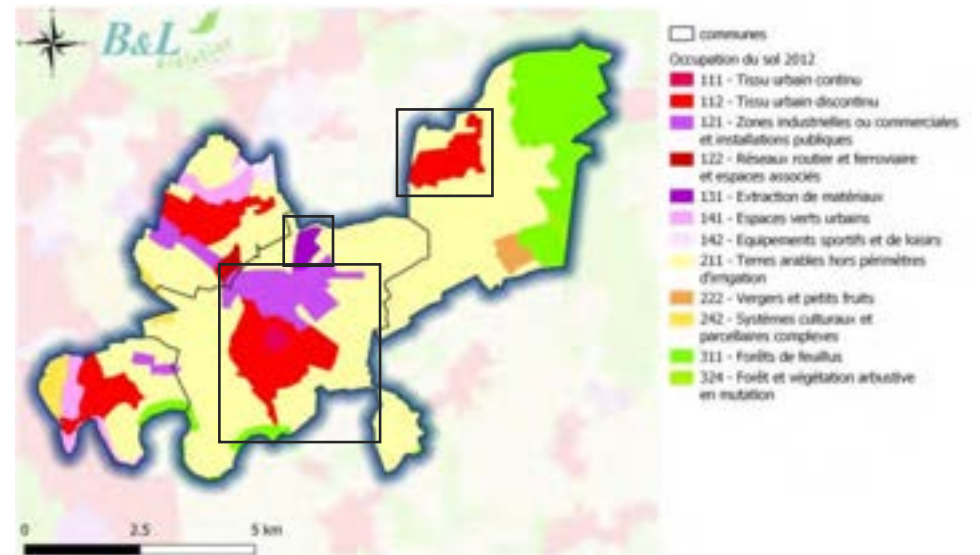 B&L
évolution
communes
Occupation du sol 2012
111 - Tissu urbain continu
112 - Tissu urbain discontinu
121 - Zones industrielles ou commerciales
et installations publiques
122 - Réseaux routier et ferroviaire
et espaces associés
131 - Extraction de matériaux
141 - Espaces verts urbains
142 - Equipements sportifs et de loisirs
211 - Terres arables hors périmètres
d'irrigation
222 - Vergers et petits fruits
242 - Systèmes culturaux et
parcellaires complexes
311 - Forêts de feuillus
324 - Forêt et végétation arbustive
en mutation
0 2.5 5 km